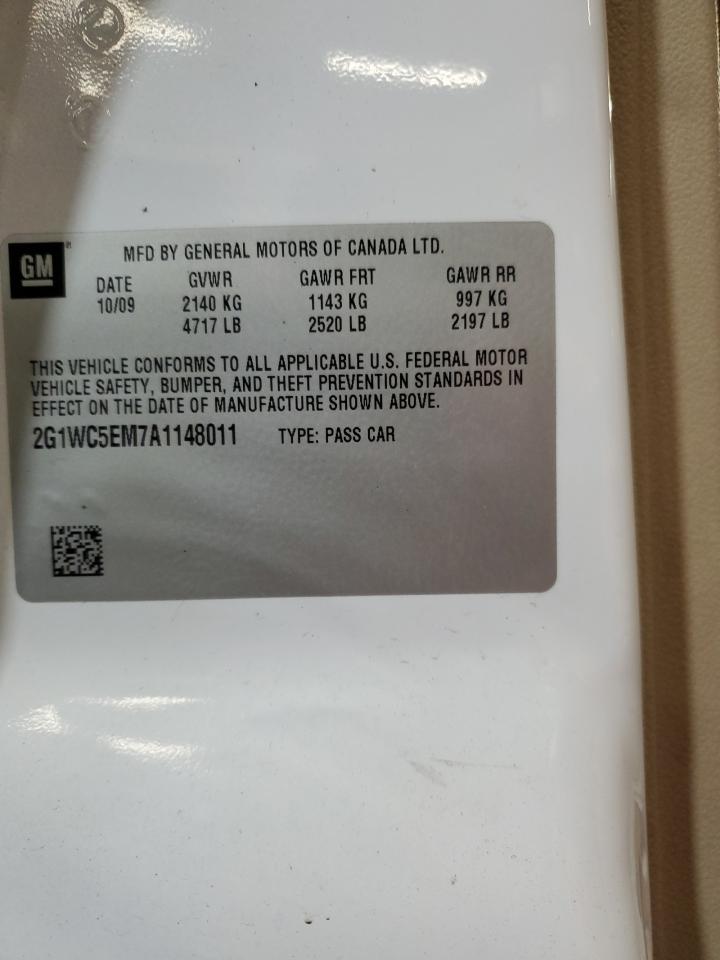 GM
MFD BY GENERAL MOTORS OF CANADA LTD.
DATE GVWR GAWR FRT GAWR RR
10/09 2140 KG 1143 KG 997 KG
4717 LB 2520 LB 2197 LB
THIS VEHICLE CONFORMS TO ALL APPLICABLE U.S. FEDERAL MOTOR
VEHICLE SAFETY, BUMPER, AND THEFT PREVENTION STANDARDS IN
EFFECT ON THE DATE OF MANUFACTURE SHOWN ABOVE.
2G1WC5EM7A1148011 TYPE: PASS CAR